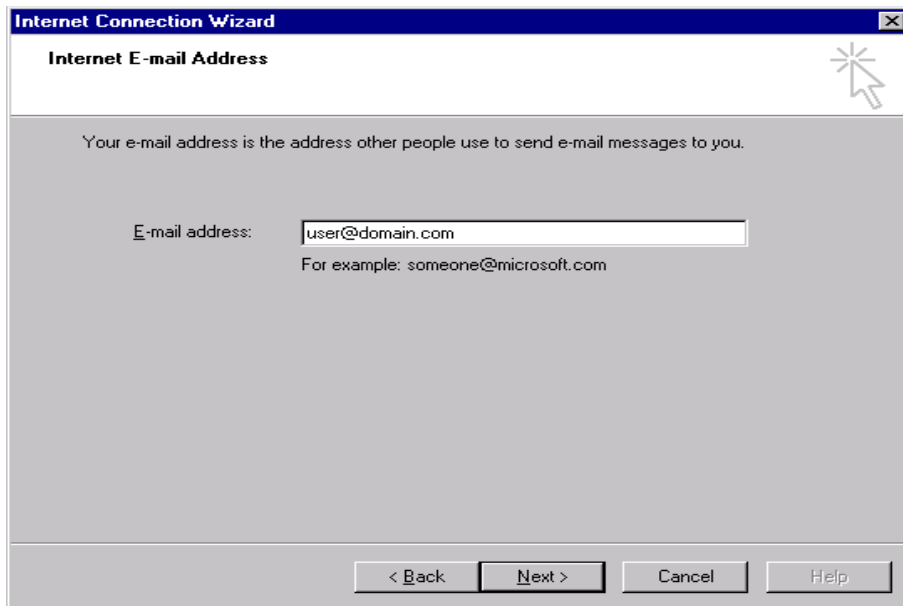 Internet Connection Wizard
Internet E-mail Address
Your e-mail address is the address other people use to send e-mail messages to you.
E-mail address: user@domain.com
For example: someone@microsoft.com
< Back Next > Cancel Help